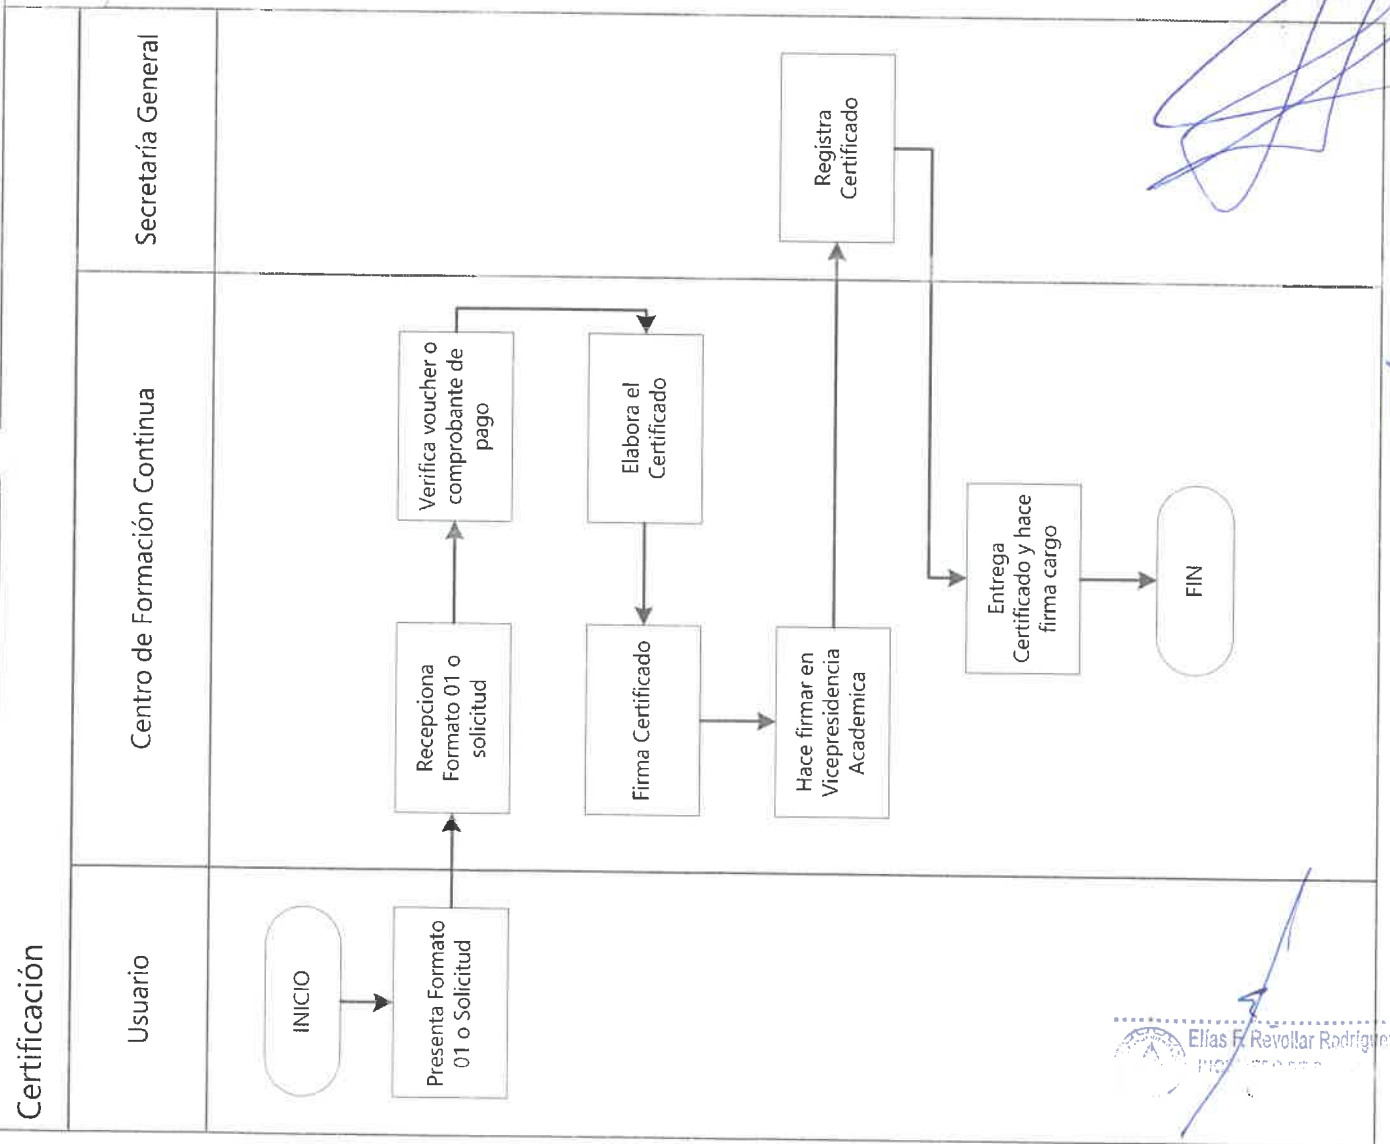 Certificación
Usuario
Centro de Formación Continua
Secretaría General
INICIO
Presenta Formato
01 o Solicitud
Recepciona
Formato 01 o
solicitud
Verifica voucher o
comprobante de
pago
Elabora el
Certificado
Firma Certificado
Hace firmar en
Vicepresidencia
Academica
Registra
Certificado
Entrega
Certificado y hace
firma cargo
FIN
Elías F. Revollar Rodríguez